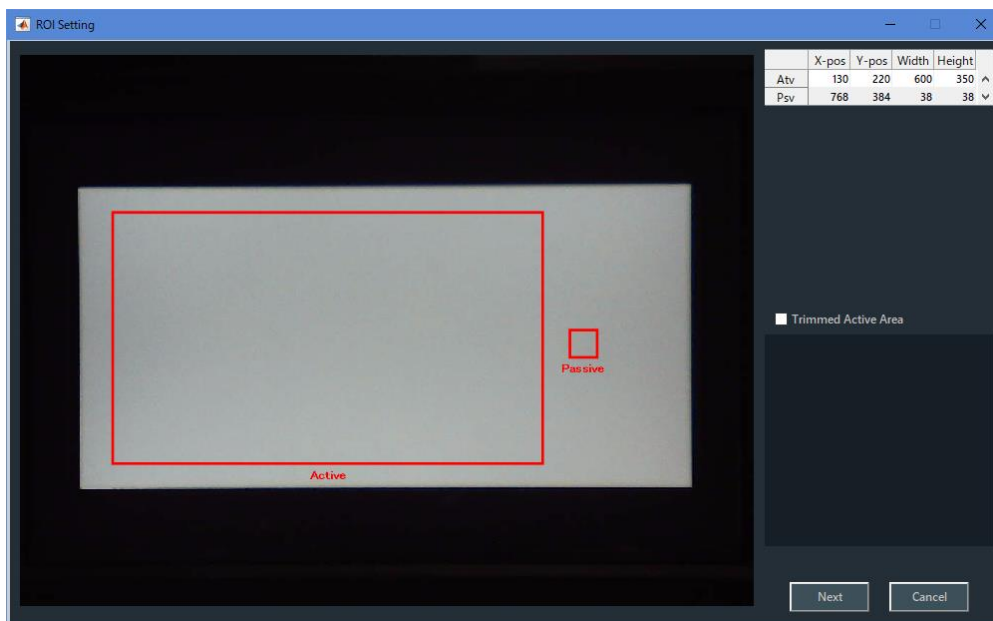 ROI Setting
X-pos Y-pos Width Height
Atv 130 220 600 350
Psv 768 384 38 38
Trimmed Active Area
Passive
Active
Next Cancel